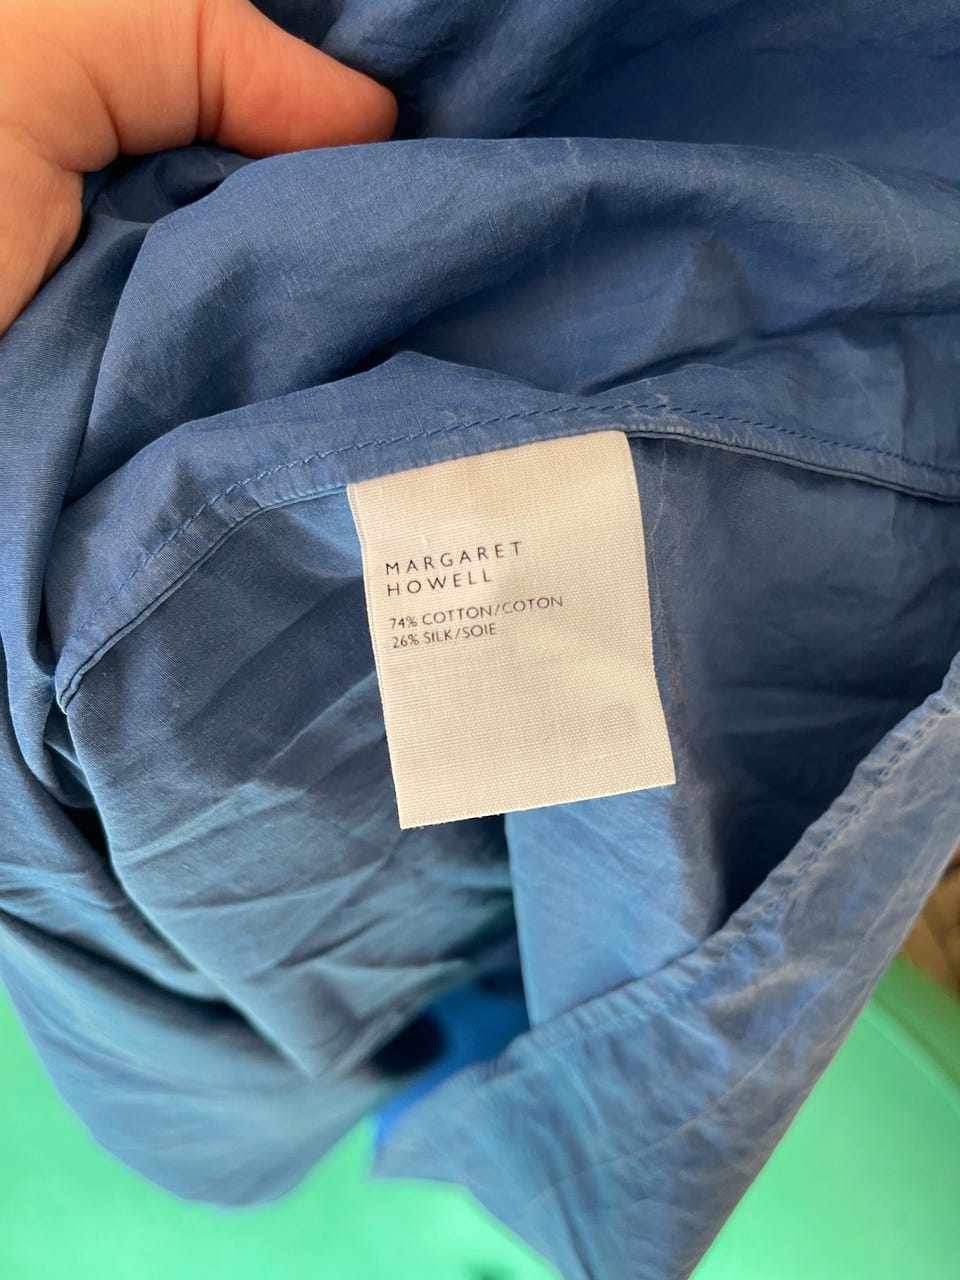 MARGARET
HOWELL
74% COTTON/COTON
26% SILK/SOIE